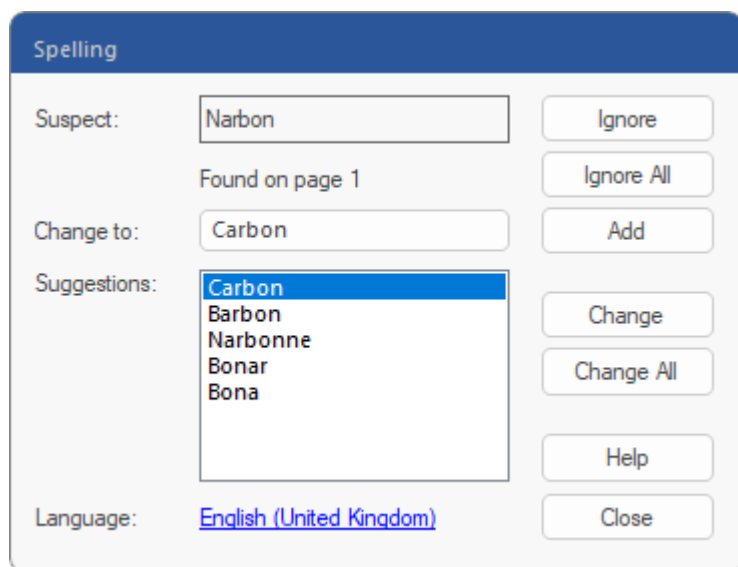 Spelling
Suspect: Narbon Ignore
Found on page 1 Ignore All
Change to: Carbon Add
Suggestions: Carbon
Barbon
Narbonne
Bonar
Bona
Change
Change All
Help
Language: English (United Kingdom) Close